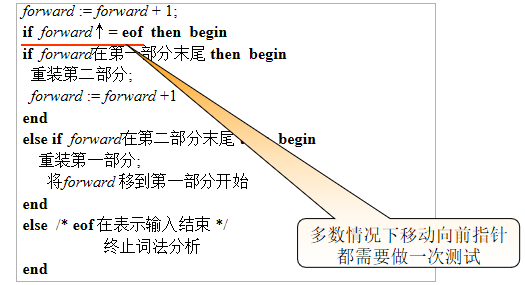 forward := forward + 1;
if forward↑ = eof then begin
if forward在第一部分末尾 then begin
重装第二部分;
forward := forward +1
end
else if forward在第二部分末尾 begin
重装第一部分;
将forward 移到第一部分开始
end
else /* eof 在表示输入结束 */
终止词法分析
end
多数情况下移动向前指针
都需要做一次测试